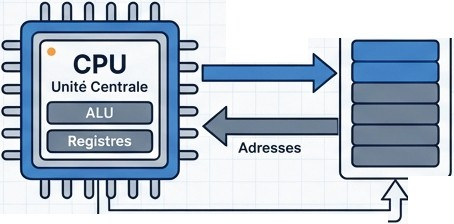 CPU
Unité Centrale
ALU
Registres
Adresses